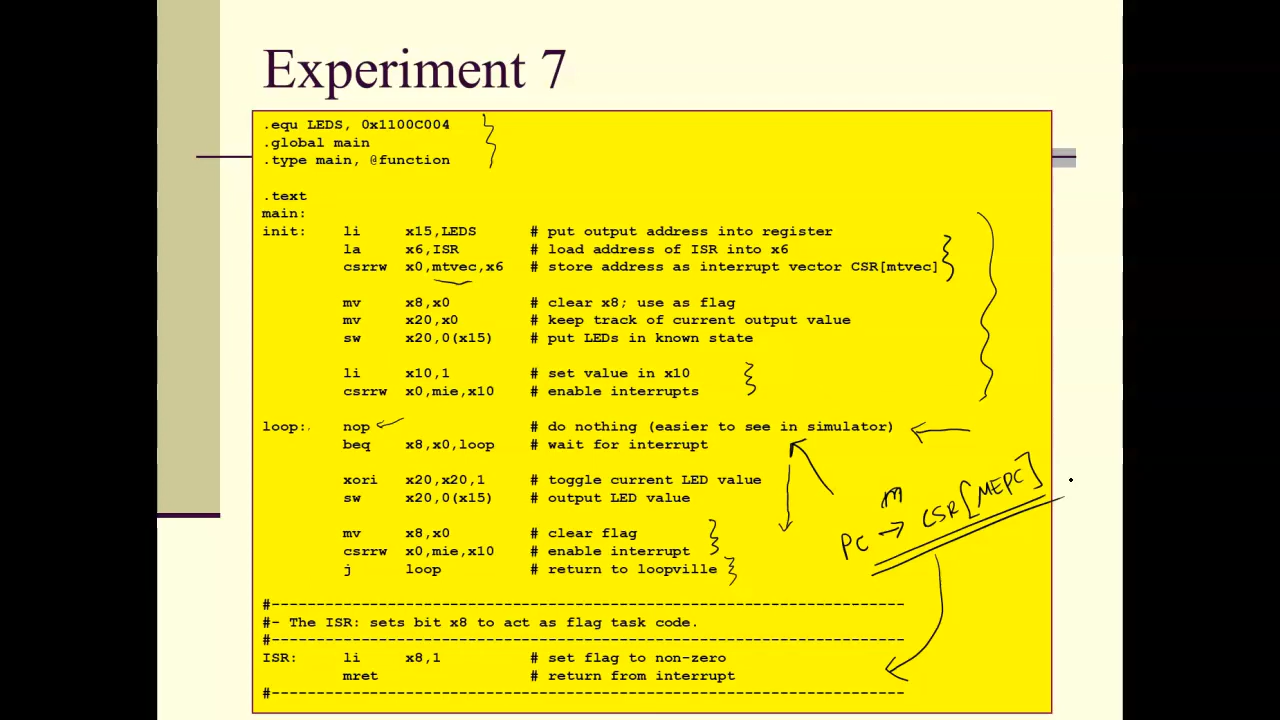 Experiment 7
.equ LEDS, 0x1100C004
.global main
.type main, @function
.text
main:
init: li x15,LEDS # put output address into register
la x6,ISR # load address of ISR into x6
csrrw x0,mtvec,x6 # store address as interrupt vector CSR[mtvec]
mv x8,x0 # clear x8; use as flag
mv x20,x0 # keep track of current output value
sw x20,0(x15) # put LEDs in known state
li x10,1 # set value in x10
csrrw x0,mie,x10 # enable interrupts
loop: nop # do nothing (easier to see in simulator)
beq x8,x0,loop # wait for interrupt
xori x20,x20,1 # toggle current LED value
sw x20,0(x15) # output LED value
m
PC → CSR[MEPC]
mv x8,x0 # clear flag
csrrw x0,mie,x10 # enable interrupt
j loop # return to loopville
#----------------------------------------------------------------------
#- The ISR: sets bit x8 to act as flag task code.
#----------------------------------------------------------------------
ISR: li x8,1 # set flag to non-zero
mret # return from interrupt
#----------------------------------------------------------------------